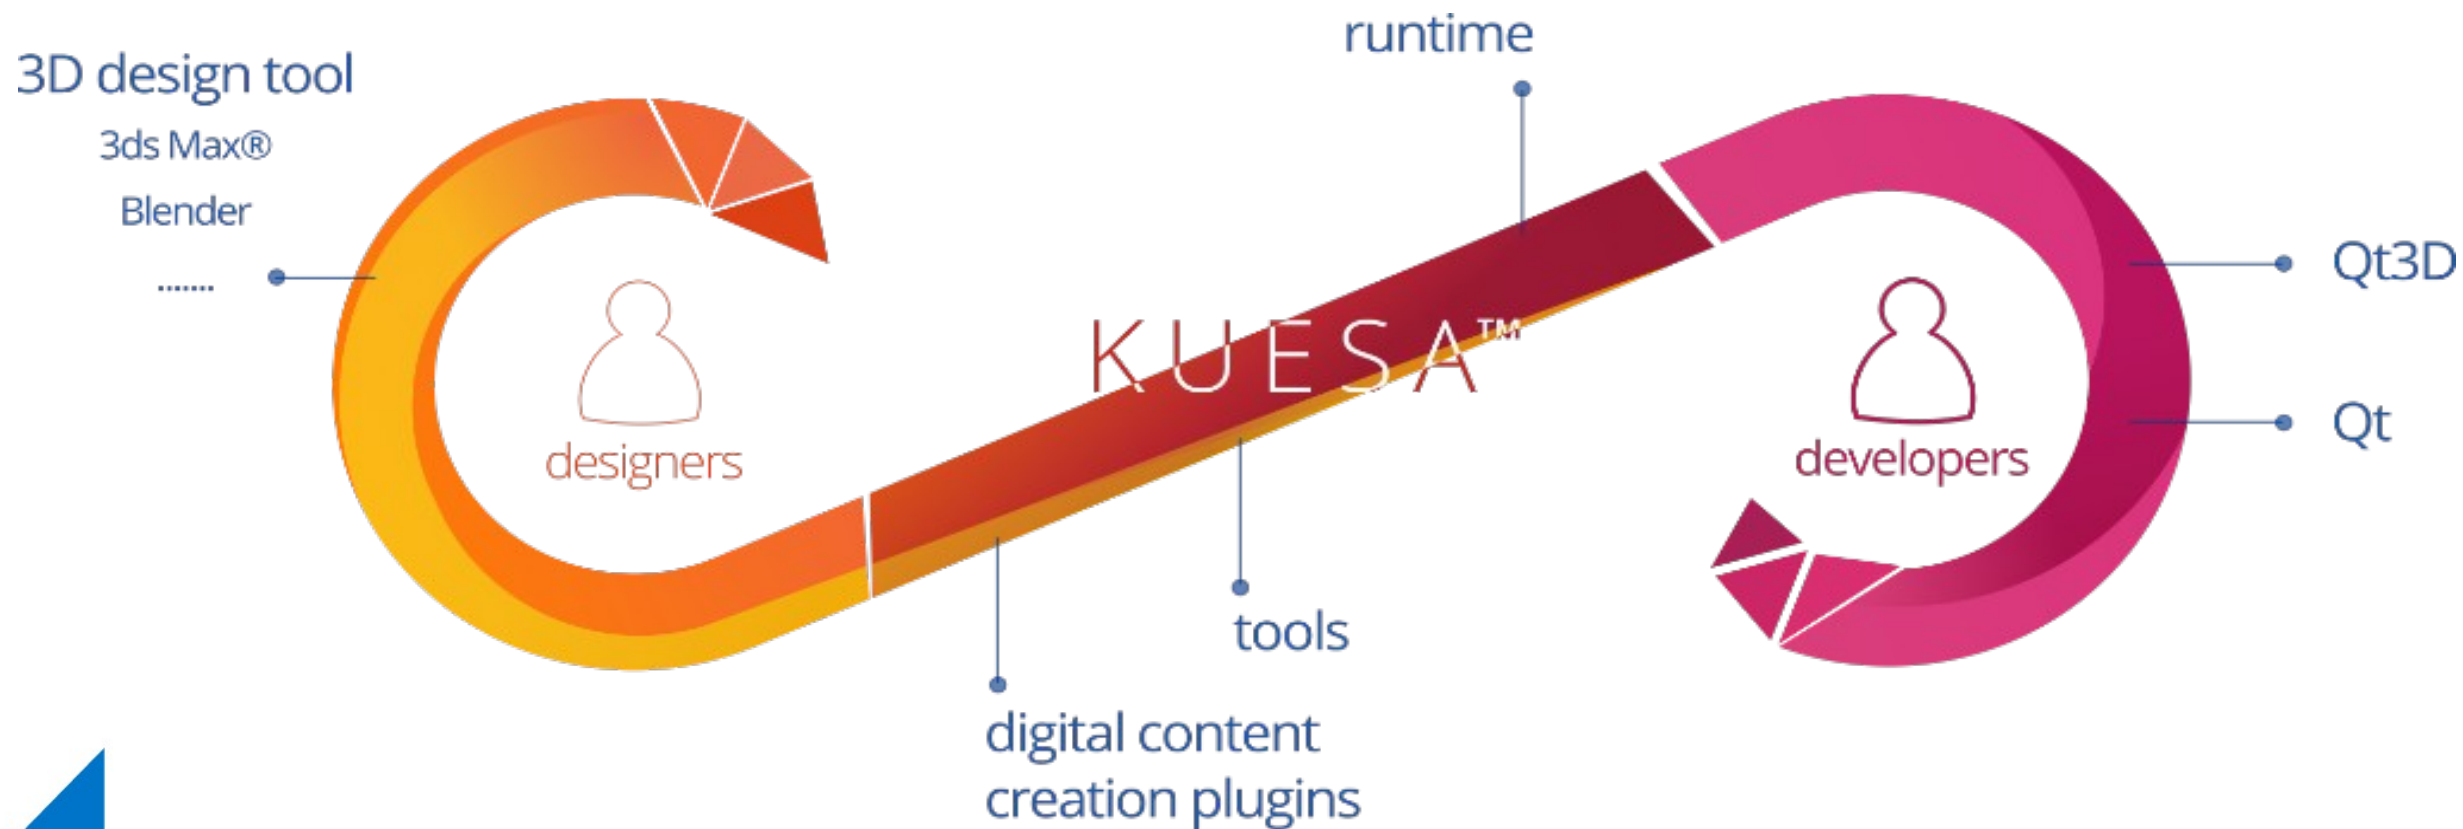 runtime
3D design tool
3ds Max®
Blender
.......
Qt3D
KUESA™
Qt
designers
developers
tools
digital content
creation plugins